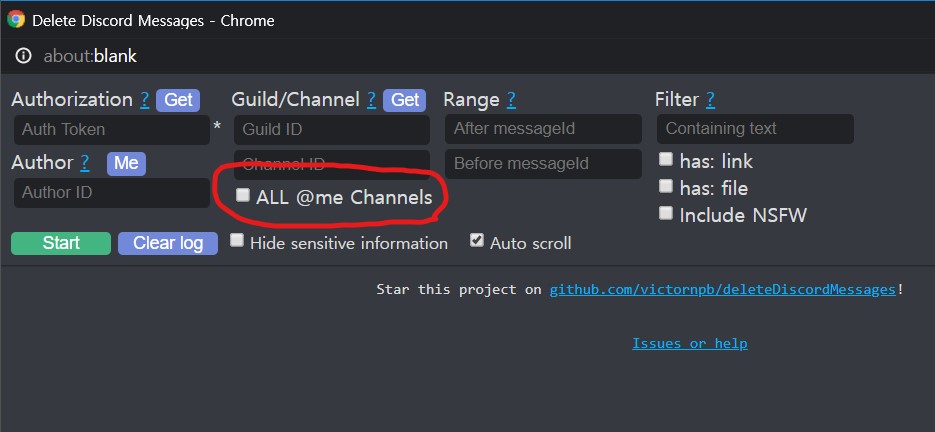 Delete Discord Messages - Chrome
about:blank
Authorization ? Get Guild/Channel ? Get Range ? Filter ?
Auth Token * Guild ID After messageId Containing text
Author ? Me Channel ID Before messageId has: link
Author ID ALL @me Channels has: file
Include NSFW
Start Clear log Hide sensitive information Auto scroll
Star this project on github.com/victornpb/deleteDiscordMessages!
Issues or help